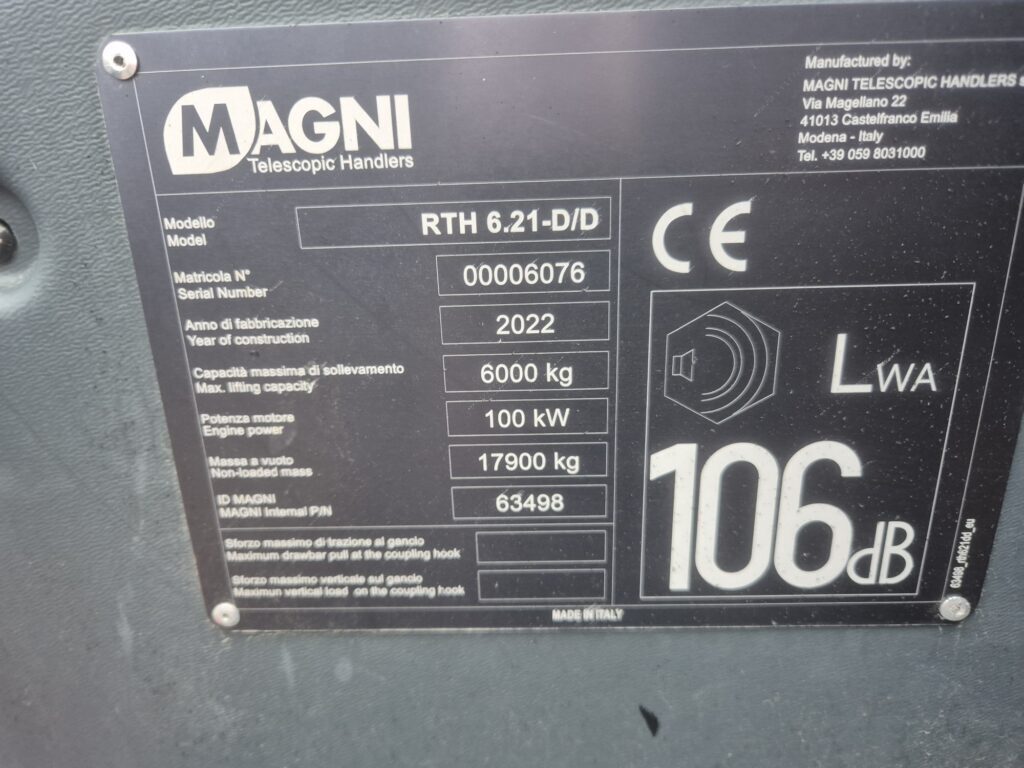 MAGNI
Telescopic Handlers
Manufactured by:
MAGNI TELESCOPIC HANDLERS
Via Magellano 22
41013 Castelfranco Emilia
Modena - Italy
Tel. +39 059 8031000
Modello
Model
RTH 6.21-D/D
Matricola N°
Serial Number
00006076
Anno di fabbricazione
Year of construction
2022
Capacità massima di sollevamento
Max. lifting capacity
6000 kg
Potenza motore
Engine power
100 kW
Massa a vuoto
Non-loaded mass
17900 kg
ID MAGNI
MAGNI Internal P/N
63498
Sforzo massimo di trazione al gancio
Maximum drawbar pull at the coupling hook
Sforzo massimo verticale sul gancio
Maximun vertical load on the coupling hook
CE
LWA
106dB
63498_rth621dd_eu
MADE IN ITALY